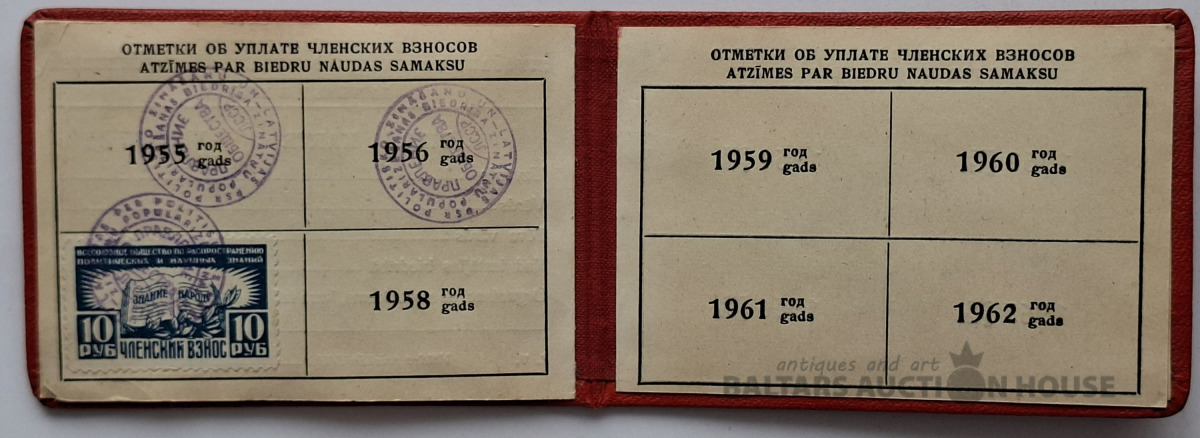 ОТМЕТКИ ОБ УПЛАТЕ ЧЛЕНСКИХ ВЗНОСОВ
ATZĪMES PAR BIEDRU NAUDAS SAMAKSU
1955 год gads
1956 год gads
ВСЕСОЮЗНОЕ ОБЩЕСТВО ПО РАСПРОСТРАНЕНИЮ
ПОЛИТИЧЕСКИХ И НАУЧНЫХ ЗНАНИЙ
ЗНАНИЕ НАРОДУ
10 РУБ
ЧЛЕНСКИЙ ВЗНОС
10 РУБ
1958 год gads
ОТМЕТКИ ОБ УПЛАТЕ ЧЛЕНСКИХ ВЗНОСОВ
ATZĪMES PAR BIEDRU NAUDAS SAMAKSU
1959 год gads
1960 год gads
1961 год gads
1962 год gads
antiques and art
BALTARS AUCTION HOUSE